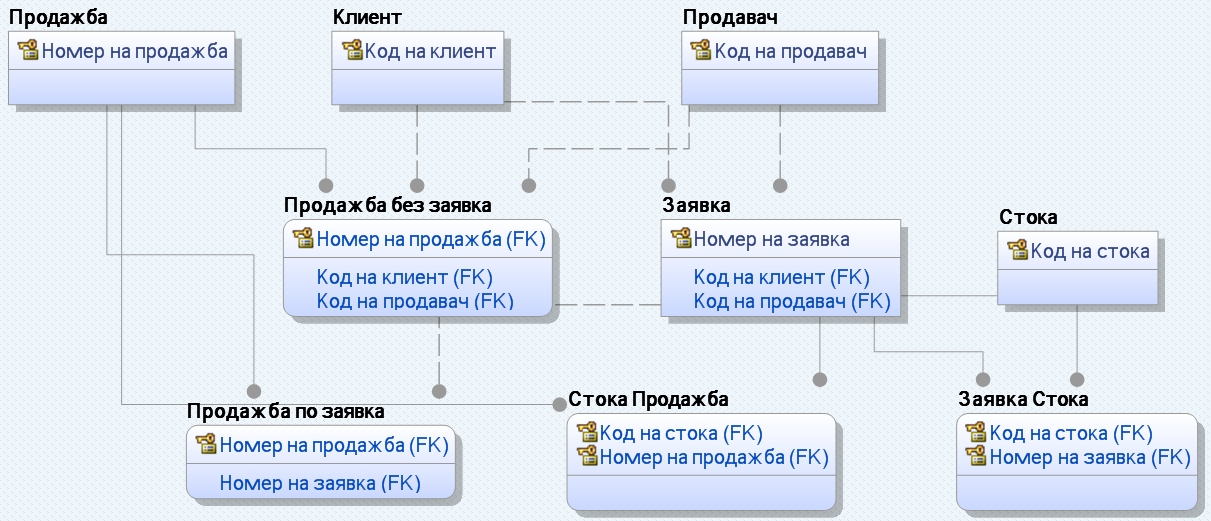 Продажба
Номер на продажба
Клиент
Код на клиент
Продавач
Код на продавач
Продажба без заявка
Номер на продажба (FK)
Код на клиент (FK)
Код на продавач (FK)
Заявка
Номер на заявка
Код на клиент (FK)
Код на продавач (FK)
Стока
Код на стока
Продажба по заявка
Номер на продажба (FK)
Номер на заявка (FK)
Стока Продажба
Код на стока (FK)
Номер на продажба (FK)
Заявка Стока
Код на стока (FK)
Номер на заявка (FK)